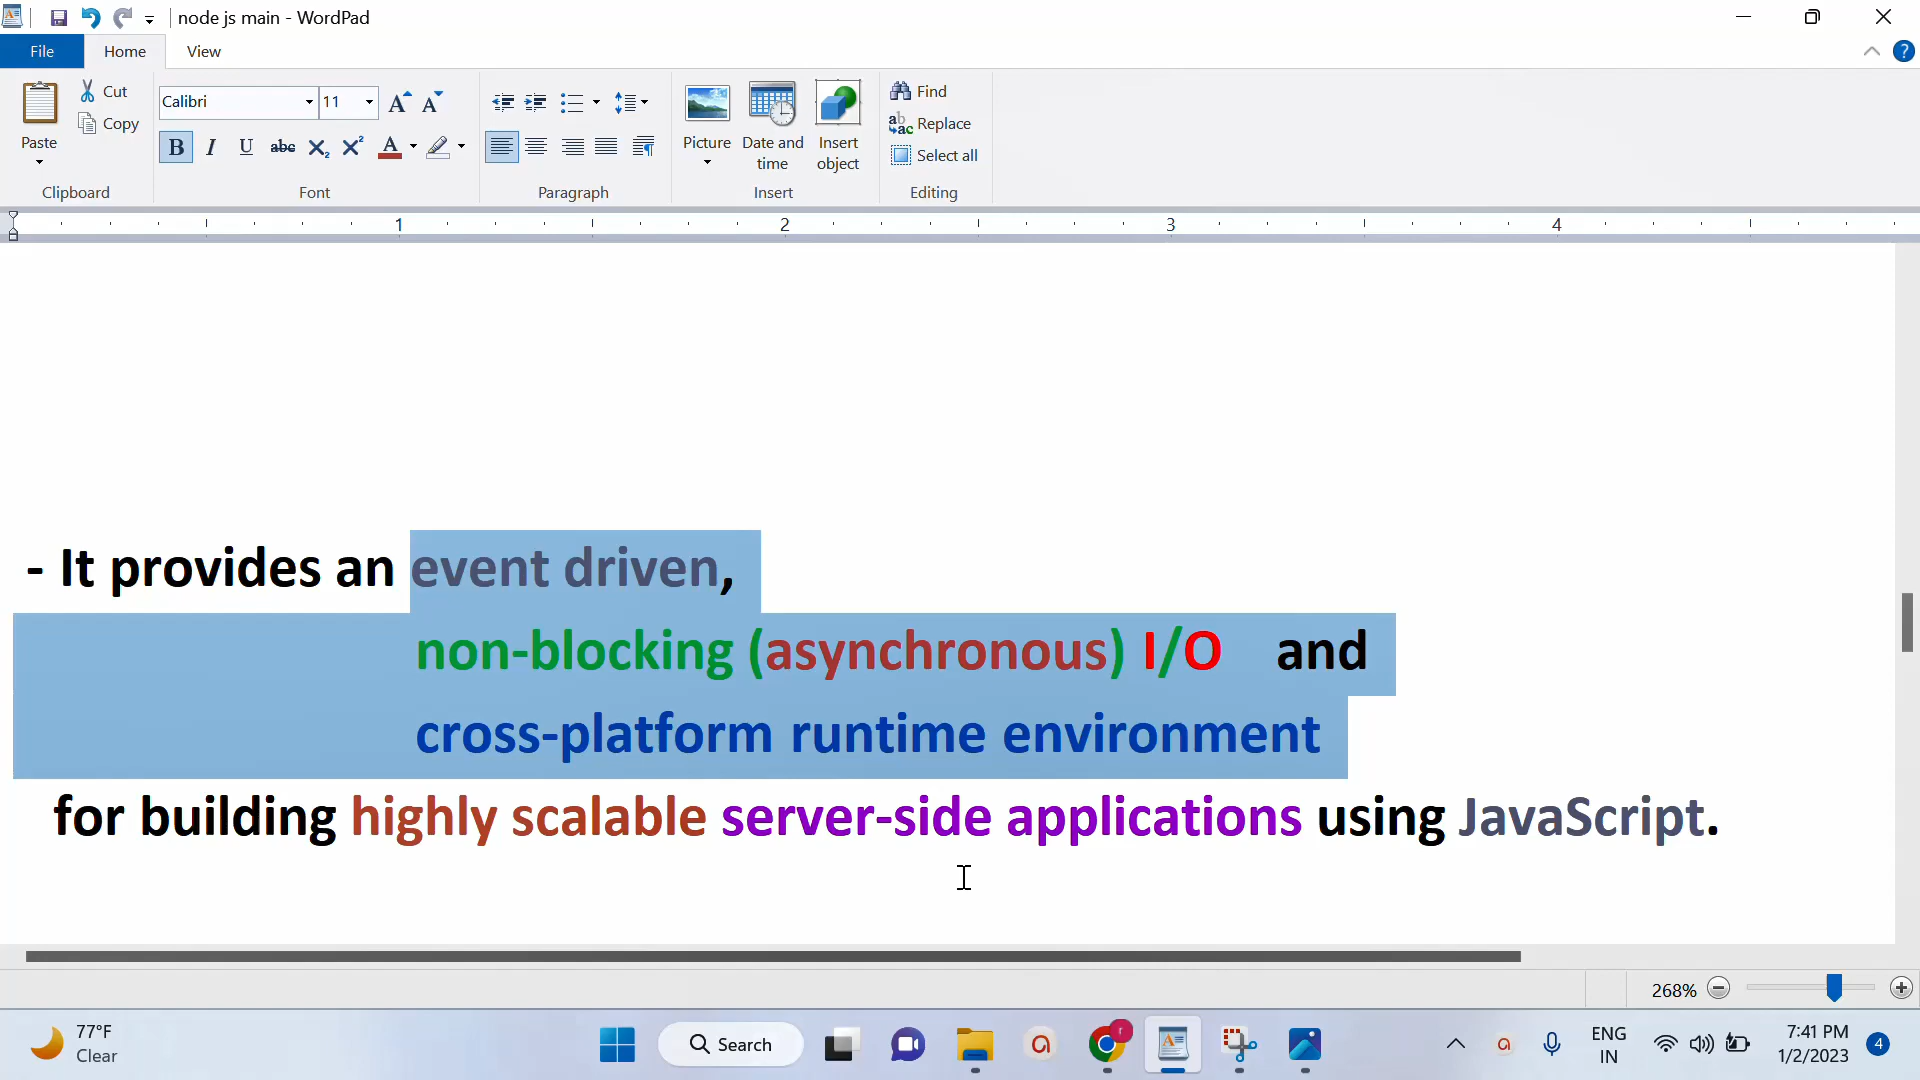 node js main - WordPad
File
Home
View
Paste
Cut
Copy
Clipboard
Calibri
11
A
A
B
I
U
abc
X₂
X²
A
Font
Paragraph
Picture
Date and
time
Insert
object
Insert
Find
Replace
Select all
Editing
1
2
3
4
- It provides an event driven,
non-blocking (asynchronous) I/O and
cross-platform runtime environment
for building highly scalable server-side applications using JavaScript.
268%
77°F
Clear
Search
r
ENG
IN
7:41 PM
1/2/2023
4